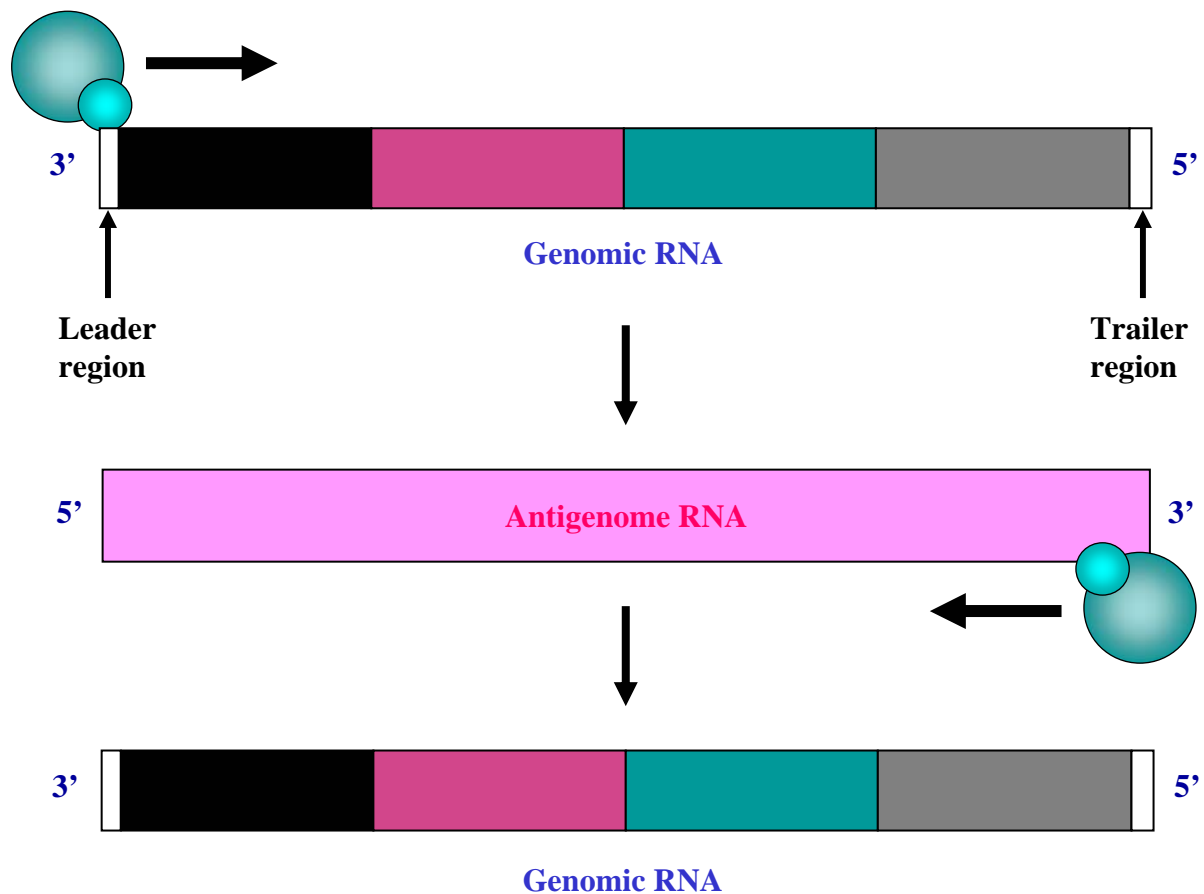 3’
5’
Genomic RNA
Leader
region
Trailer
region
5’
Antigenome RNA
3’
3’
5’
Genomic RNA